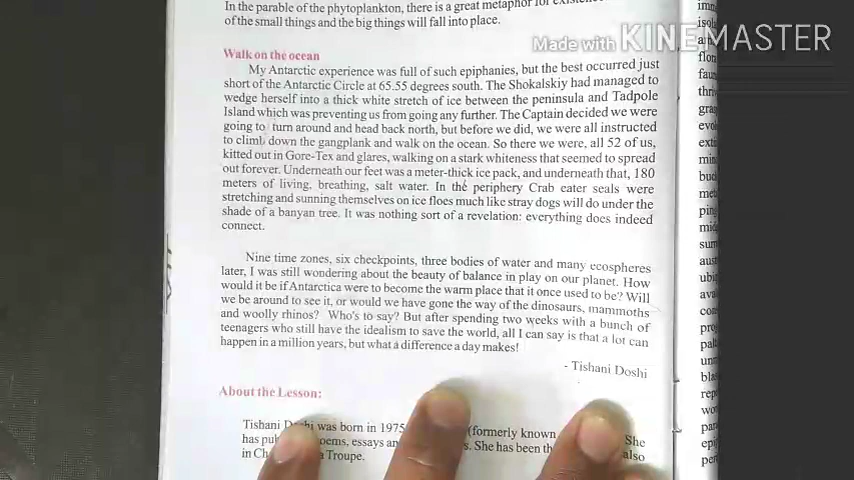 In the parable of the phytoplankton, there is a great metaphor for
of the small things and the big things will fall into place.
Made with KINEMASTER
Walk on the ocean
My Antarctic experience was full of such epiphanies, but the best occurred just
short of the Antarctic Circle at 65.55 degrees south. The Shokalskiy had managed to
wedge herself into a thick white stretch of ice between the peninsula and Tadpole
Island which was preventing us from going any further. The Captain decided we were
going to turn around and head back north, but before we did, we were all instructed
to climb down the gangplank and walk on the ocean. So there we were, all 52 of us,
kitted out in Gore-Tex and glares, walking on a stark whiteness that seemed to spread
out forever. Underneath our feet was a meter-thick ice pack, and underneath that, 180
meters of living, breathing, salt water. In the periphery Crab eater seals were
stretching and sunning themselves on ice floes much like stray dogs will do under the
shade of a banyan tree. It was nothing sort of a revelation: everything does indeed
connect.
Nine time zones, six checkpoints, three bodies of water and many ecospheres
later, I was still wondering about the beauty of balance in play on our planet. How
would it be if Antarctica were to become the warm place that it once used to be? Will
we be around to see it, or would we have gone the way of the dinosaurs, mammoths
and woolly rhinos? Who's to say? But after spending two weeks with a bunch of
teenagers who still have the idealism to save the world, all I can say is that a lot can
happen in a million years, but what a difference a day makes!
- Tishani Doshi
About the Lesson:
Tishani was born in 1975 (formerly known She
has essays She has been also
in Troupe.